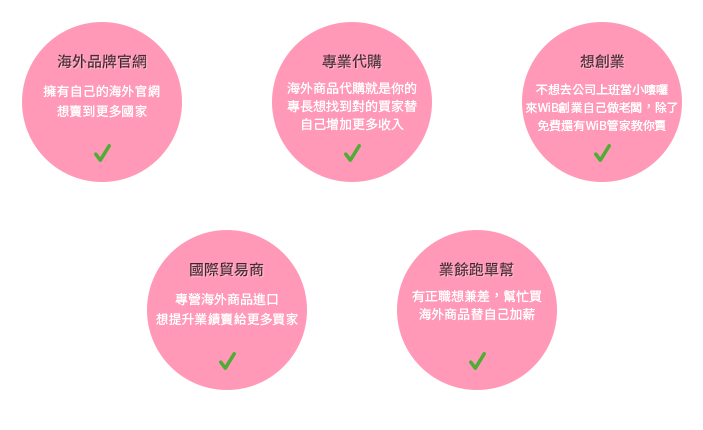 海外品牌官網
擁有自己的海外官網
想賣到更多國家
專業代購
海外商品代購就是你的
專長想找到對的買家替
自己增加更多收入
想創業
不想去公司上班當小嘍囉
來WiB創業自己做老闆，除了
免費還有WiB管家教你買
國際貿易商
專營海外商品進口
想提升業績賣給更多買家
業餘跑單幫
有正職想兼差，幫忙買
海外商品替自己加薪